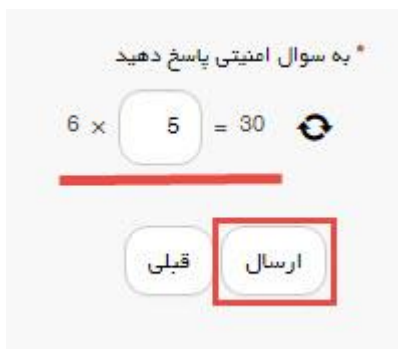 * به سوال امنیتی پاسخ دهید
6 × 5 = 30
ارسال
قبلی